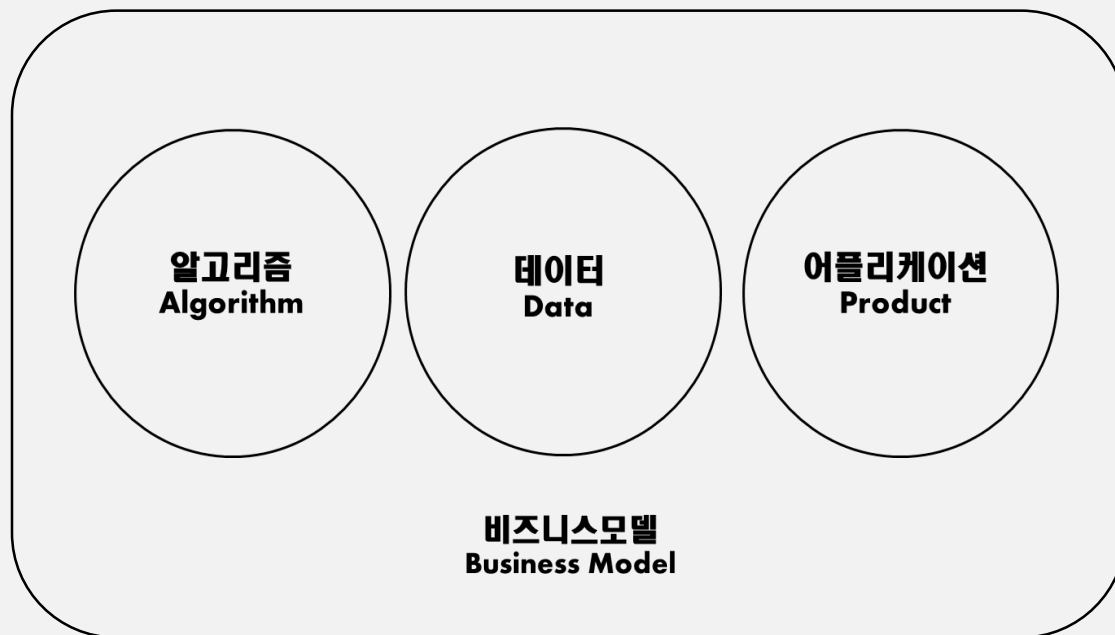 알고리즘
Algorithm
데이터
Data
어플리케이션
Product
비즈니스모델
Business Model